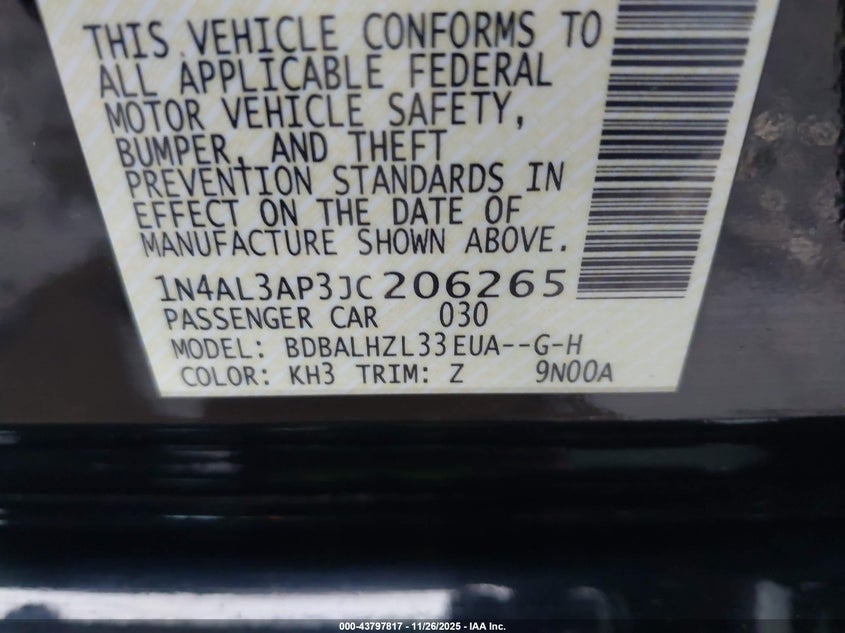 THIS VEHICLE CONFORMS TO
ALL APPLICABLE FEDERAL
MOTOR VEHICLE SAFETY,
BUMPER, AND THEFT
PREVENTION STANDARDS IN
EFFECT ON THE DATE OF
MANUFACTURE SHOWN ABOVE.
1N4AL3AP3JC206265
PASSENGER CAR 030
MODEL: BDBALHZL33EUA--G-H
COLOR: KH3 TRIM: Z 9N00A
000-43797817 - 11/26/2025 - IAA Inc.